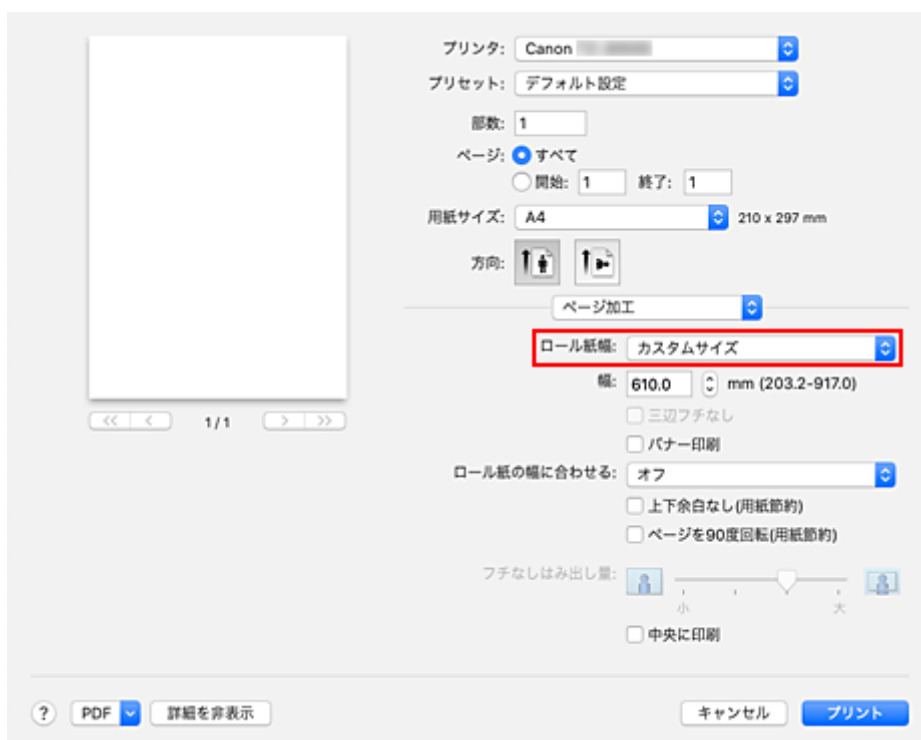 プリンタ: Canon
プリセット: デフォルト設定
部数: 1
ページ: すべて
開始: 1 終了: 1
用紙サイズ: A4 210 x 297 mm
方向:
ページ加工
ロール紙幅: カスタムサイズ
幅: 610.0 mm (203.2-917.0)
三辺フチなし
バナー印刷
<< < 1/1 > >>
ロール紙の幅に合わせる: オフ
上下余白なし(用紙節約)
ページを90度回転(用紙節約)
フチなしはみ出し量:
小 大
中央に印刷
? PDF 詳細を非表示 キャンセル プリント